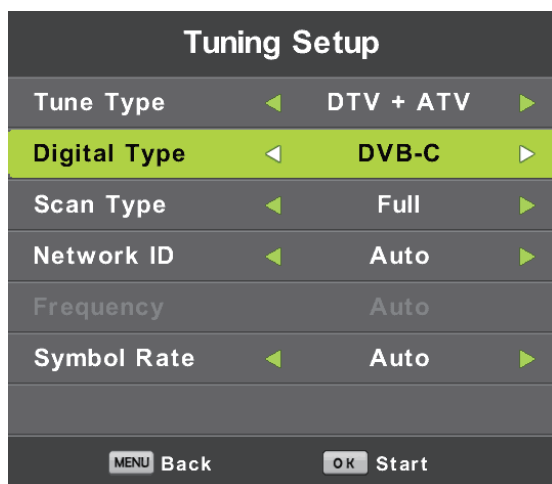 Tuning Setup
Tune Type DTV + ATV
Digital Type DVB-C
Scan Type Full
Network ID Auto
Frequency Auto
Symbol Rate Auto
MENU Back OK Start